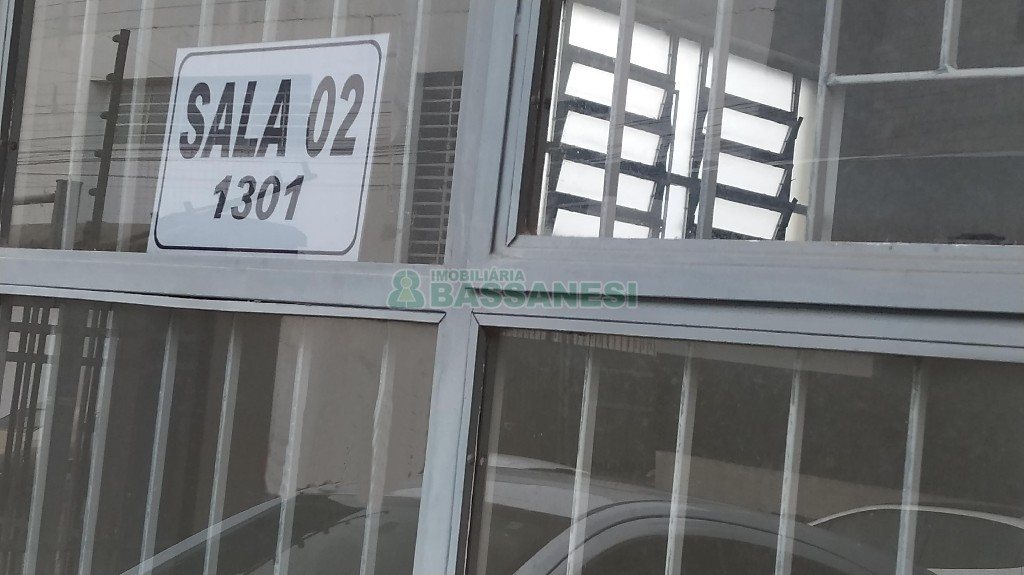 SALA 02
1301
IMOBILIÁRIA
BASSANESI